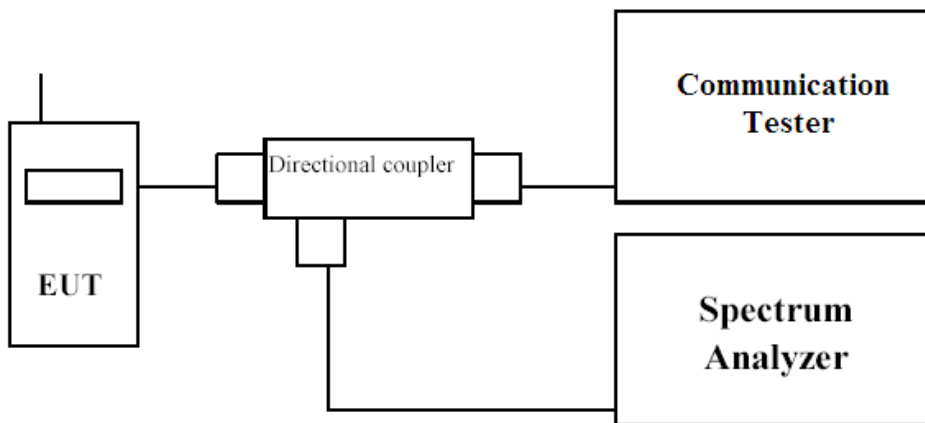 Communication
Tester
Directional coupler
EUT
Spectrum
Analyzer